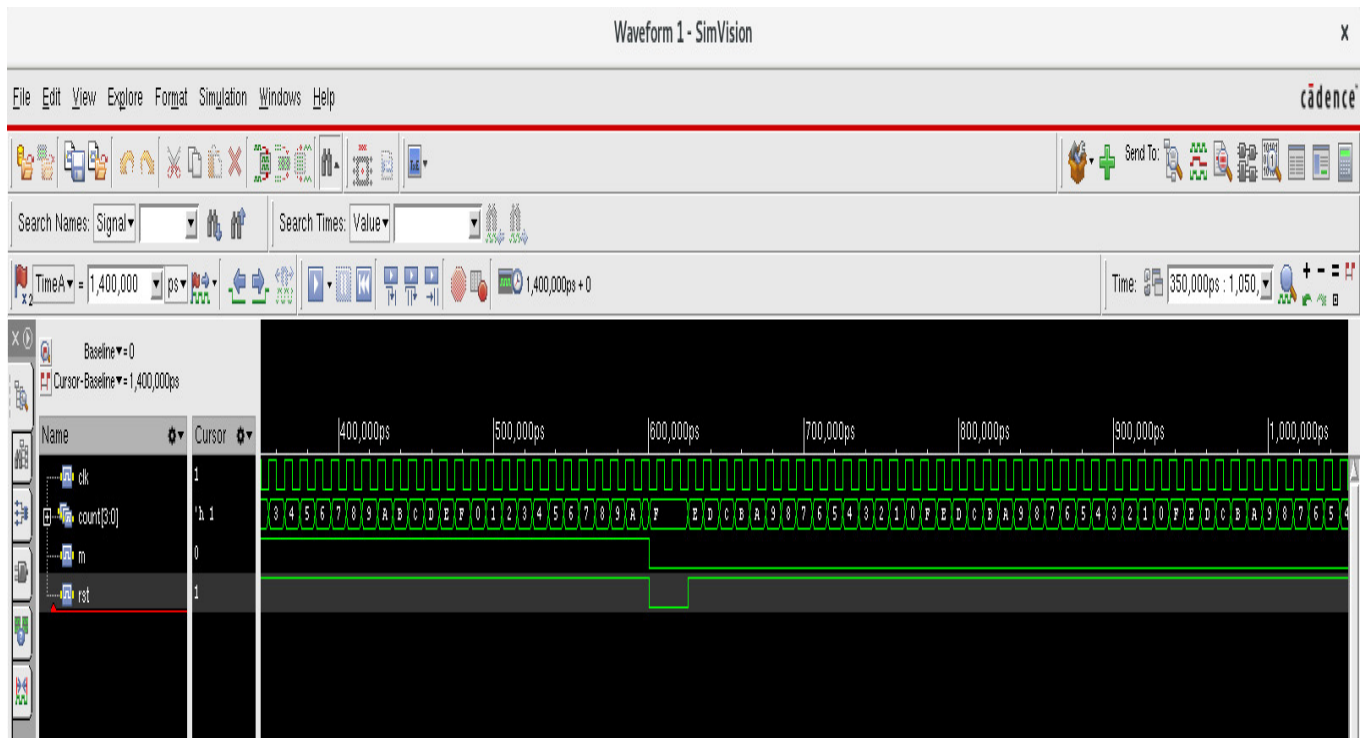 Waveform 1 - SimVision x
File Edit View Explore Format Simulation Windows Help cādence
Send To:
Search Names: Signal Search Times: Value
TimeA = 1,400,000 ps 1,400,000ps + 0 Time: 350,000ps : 1,050,
x2
Baseline = 0
Cursor-Baseline = 1,400,000ps
Name Cursor 400,000ps 500,000ps 600,000ps 700,000ps 800,000ps 900,000ps 1,000,000ps
clk 1
count[3:0] 'h 1 3 4 5 6 7 8 9 A B C D E F 0 1 2 3 4 5 6 7 8 9 A F E D C B A 9 8 7 6 5 4 3 2 1 0 F E D C B A 9 8 7 6 5 4 3 2 1 0 F E D C B A 9 8 7 6 5 4
m 0
rst 1